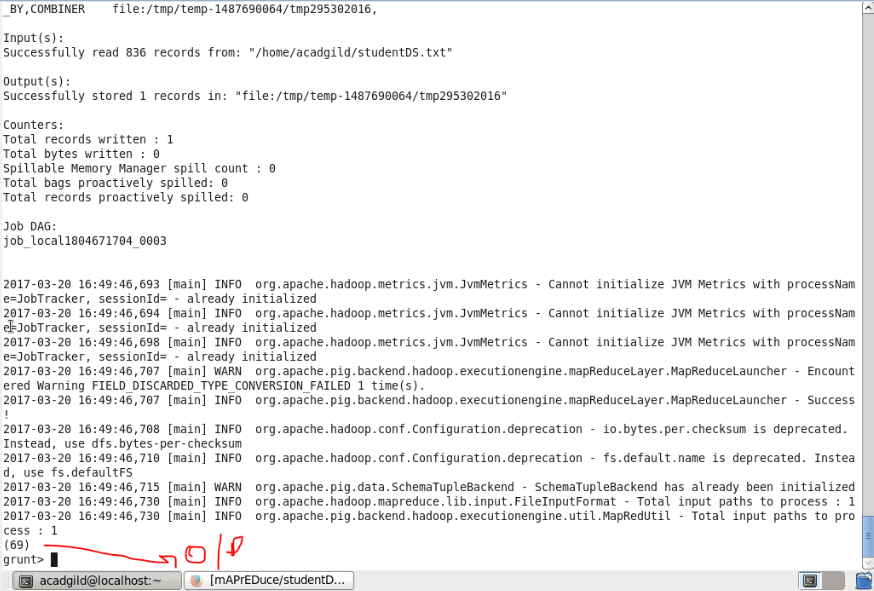 _BY,COMBINER    file:/tmp/temp-1487690064/tmp295302016,
Input(s):
Successfully read 836 records from: "/home/acadgild/studentDS.txt"
Output(s):
Successfully stored 1 records in: "file:/tmp/temp-1487690064/tmp295302016"
Counters:
Total records written : 1
Total bytes written : 0
Spillable Memory Manager spill count : 0
Total bags proactively spilled: 0
Total records proactively spilled: 0
Job DAG:
job_local1804671704_0003
2017-03-20 16:49:46,693 [main] INFO  org.apache.hadoop.metrics.jvm.JvmMetrics - Cannot initialize JVM Metrics with processNam
e=JobTracker, sessionId= - already initialized
2017-03-20 16:49:46,694 [main] INFO  org.apache.hadoop.metrics.jvm.JvmMetrics - Cannot initialize JVM Metrics with processNam
e=JobTracker, sessionId= - already initialized
2017-03-20 16:49:46,698 [main] INFO  org.apache.hadoop.metrics.jvm.JvmMetrics - Cannot initialize JVM Metrics with processNam
e=JobTracker, sessionId= - already initialized
2017-03-20 16:49:46,707 [main] WARN  org.apache.pig.backend.hadoop.executionengine.mapReduceLayer.MapReduceLauncher - Encount
ered Warning FIELD_DISCARDED_TYPE_CONVERSION_FAILED 1 time(s).
2017-03-20 16:49:46,707 [main] INFO  org.apache.pig.backend.hadoop.executionengine.mapReduceLayer.MapReduceLauncher - Success
!
2017-03-20 16:49:46,708 [main] INFO  org.apache.hadoop.conf.Configuration.deprecation - io.bytes.per.checksum is deprecated.
Instead, use dfs.bytes-per-checksum
2017-03-20 16:49:46,710 [main] INFO  org.apache.hadoop.conf.Configuration.deprecation - fs.default.name is deprecated. Instea
d, use fs.defaultFS
2017-03-20 16:49:46,715 [main] WARN  org.apache.pig.data.SchemaTupleBackend - SchemaTupleBackend has already been initialized
2017-03-20 16:49:46,730 [main] INFO  org.apache.hadoop.mapreduce.lib.input.FileInputFormat - Total input paths to process : 1
2017-03-20 16:49:46,730 [main] INFO  org.apache.pig.backend.hadoop.executionengine.util.MapRedUtil - Total input paths to pro
cess : 1
(69)
O/P
grunt>
acadgild@localhost:~
[mAPrEDuce/studentD...